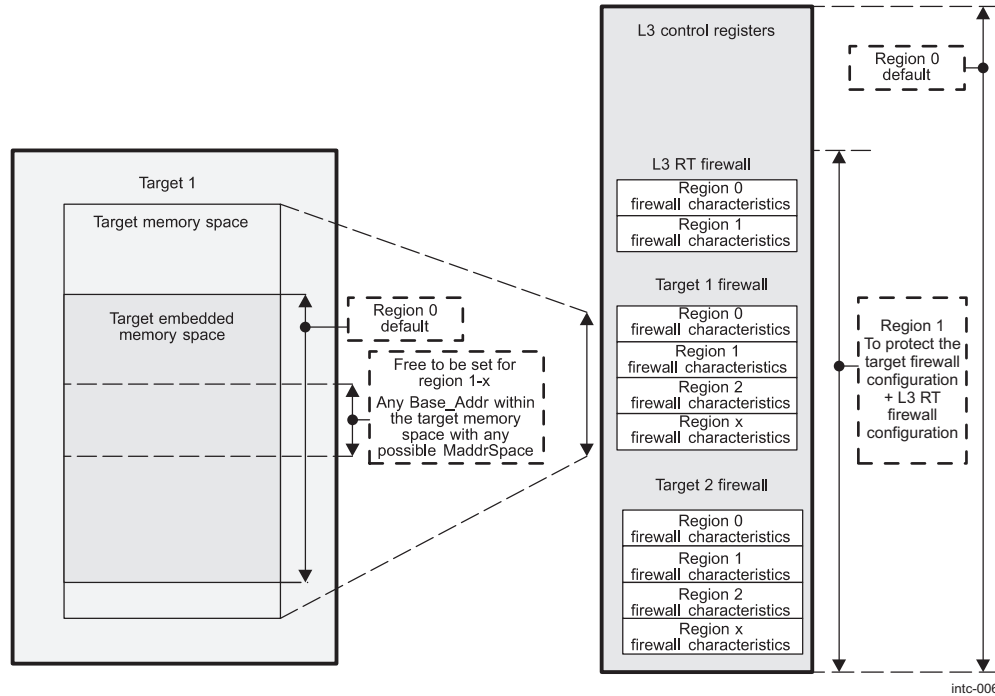 L3 control registers
Region 0
default
L3 RT firewall
Region 0
firewall characteristics
Region 1
firewall characteristics
Target 1
Target memory space
Target embedded
memory space
Region 0
default
Free to be set for
region 1-x
Any Base_Addr within
the target memory
space with any
possible MaddrSpace
Target 1 firewall
Region 0
firewall characteristics
Region 1
firewall characteristics
Region 2
firewall characteristics
Region x
firewall characteristics
Region 1
To protect the
target firewall
configuration
+ L3 RT
firewall
configuration
Target 2 firewall
Region 0
firewall characteristics
Region 1
firewall characteristics
Region 2
firewall characteristics
Region x
firewall characteristics
intc-006